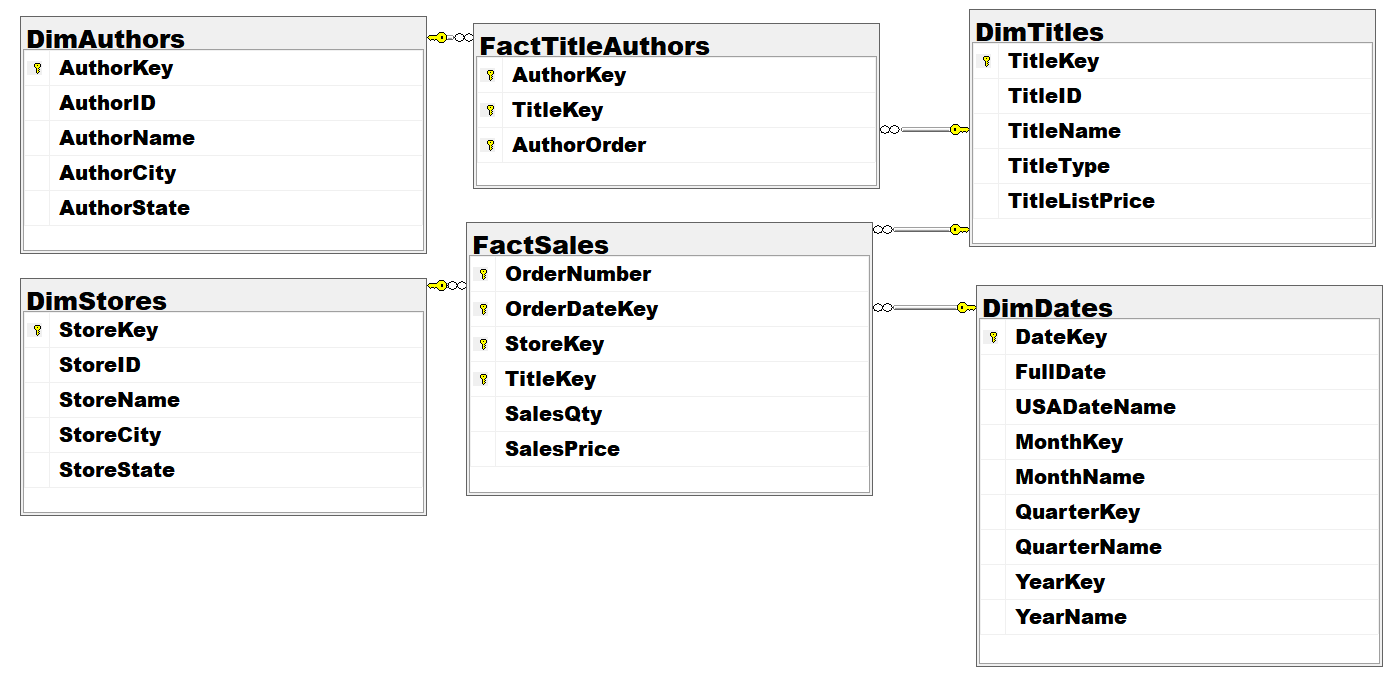 DimAuthors
AuthorKey
AuthorID
AuthorName
AuthorCity
AuthorState
FactTitleAuthors
AuthorKey
TitleKey
AuthorOrder
DimTitles
TitleKey
TitleID
TitleName
TitleType
TitleListPrice
DimStores
StoreKey
StoreID
StoreName
StoreCity
StoreState
FactSales
OrderNumber
OrderDateKey
StoreKey
TitleKey
SalesQty
SalesPrice
DimDates
DateKey
FullDate
USADateName
MonthKey
MonthName
QuarterKey
QuarterName
YearKey
YearName